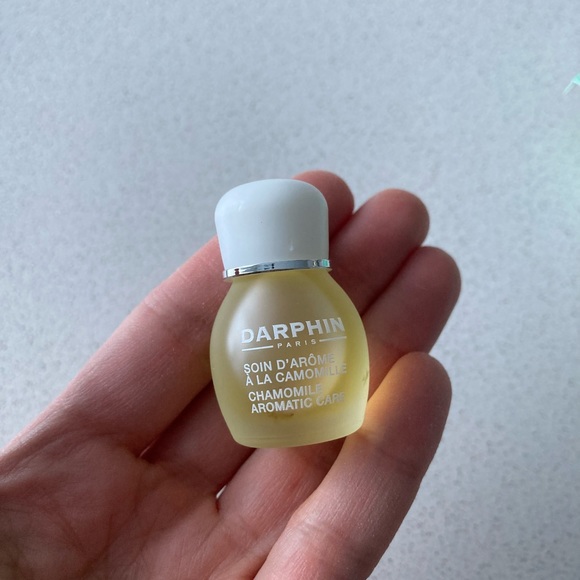 DARPHIN
PARIS
SOIN D'ARÔME
À LA CAMOMILLE
CHAMOMILE
AROMATIC CARE